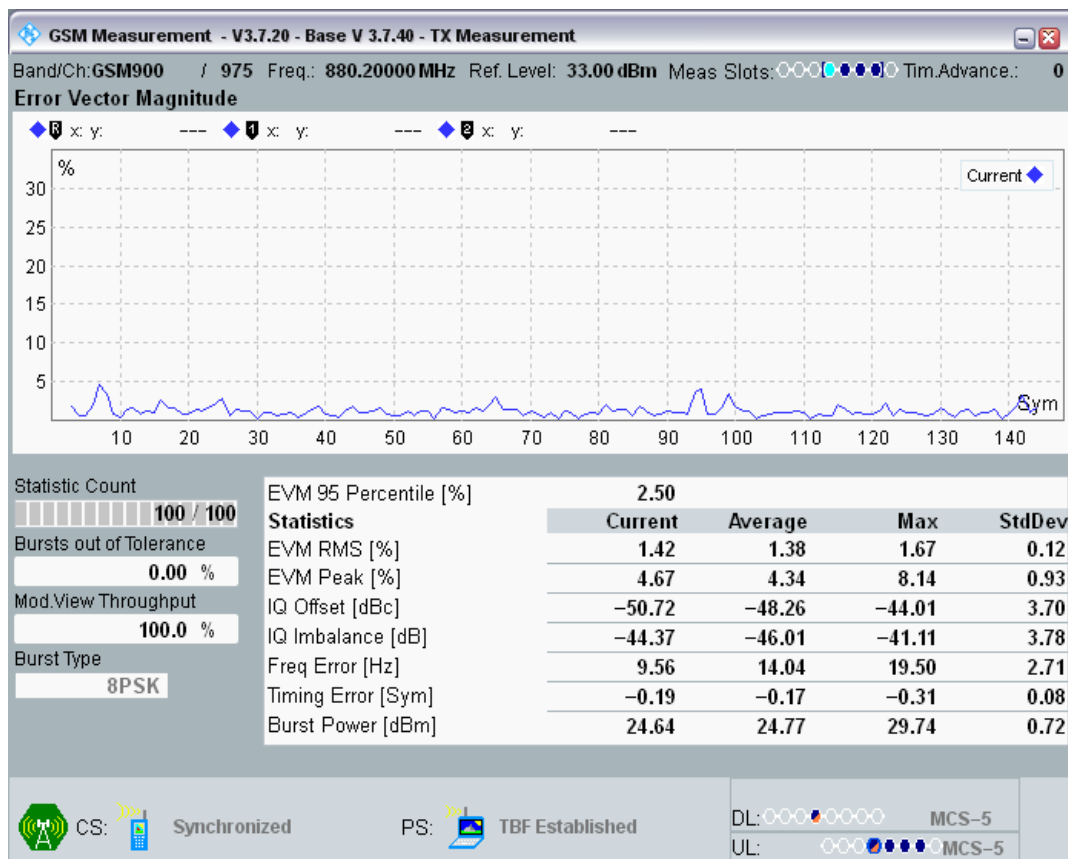 GSM Measurement - V3.7.20 - Base V 3.7.40 - TX Measurement
Band/Ch:GSM900 / 975 Freq.: 880.20000 MHz Ref. Level: 33.00 dBm Meas Slots: Tim.Advance.: 0
Error Vector Magnitude
R x: y: --- 1 x: y: --- 2 x: y: ---
%
Current
30
25
20
15
10
5
Sym
10 20 30 40 50 60 70 80 90 100 110 120 130 140
Statistic Count
100 / 100
Bursts out of Tolerance
0.00 %
Mod.View Throughput
100.0 %
Burst Type
8PSK
EVM 95 Percentile [%] 2.50
Statistics Current Average Max StdDev
EVM RMS [%] 1.42 1.38 1.67 0.12
EVM Peak [%] 4.67 4.34 8.14 0.93
IQ Offset [dBc] −50.72 −48.26 −44.01 3.70
IQ Imbalance [dB] −44.37 −46.01 −41.11 3.78
Freq Error [Hz] 9.56 14.04 19.50 2.71
Timing Error [Sym] −0.19 −0.17 −0.31 0.08
Burst Power [dBm] 24.64 24.77 29.74 0.72
CS: Synchronized PS: TBF Established
DL: MCS−5
UL: MCS−5